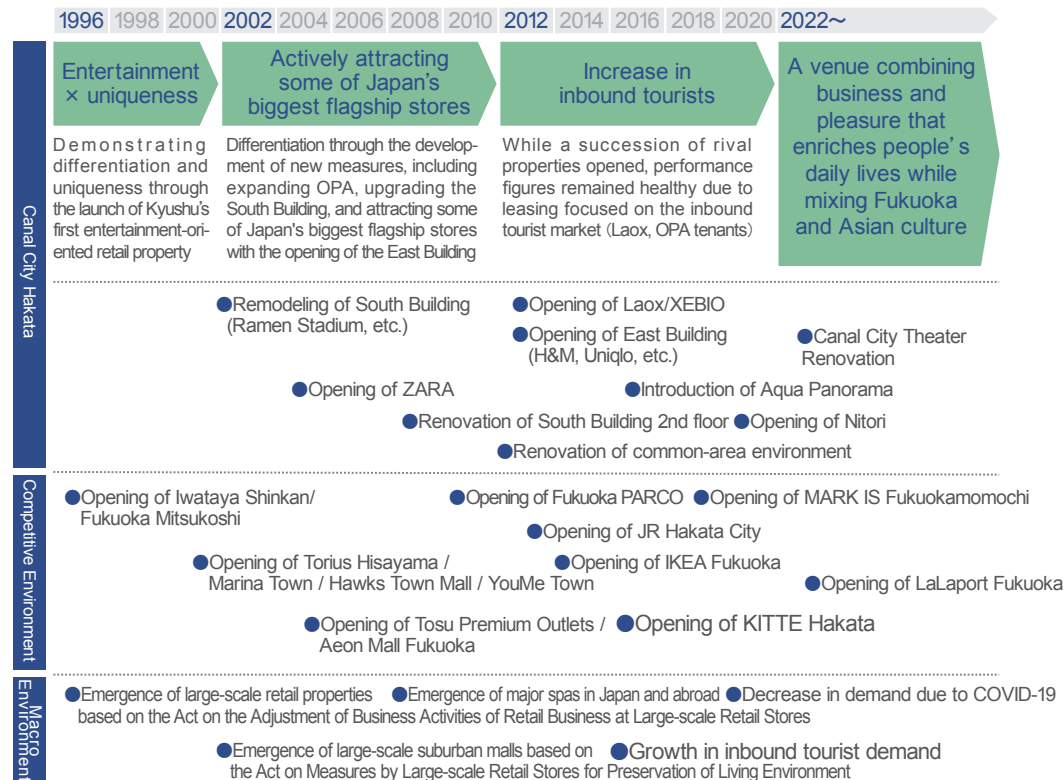 1996 1998 2000 2002 2004 2006 2008 2010 2012 2014 2016 2018 2020 2022～
Canal City Hakata
Entertainment
× uniqueness
Demonstrating
differentiation and
uniqueness through
the launch of Kyushu's
first entertainment-ori-
ented retail property
Actively attracting
some of Japan's
biggest flagship stores
Differentiation through the develop-
ment of new measures, including
expanding OPA, upgrading the
South Building, and attracting some
of Japan's biggest flagship stores
with the opening of the East Building
Increase in
inbound tourists
While a succession of rival
properties opened, performance
figures remained healthy due to
leasing focused on the inbound
tourist market (Laox, OPA tenants)
A venue combining
business and
pleasure that
enriches people's
daily lives while
mixing Fukuoka
and Asian culture
●Remodeling of South Building
(Ramen Stadium, etc.)
●Opening of Laox/XEBIO
●Opening of East Building
(H&M, Uniqlo, etc.)
●Canal City Theater
Renovation
●Opening of ZARA
●Introduction of Aqua Panorama
●Renovation of South Building 2nd floor
●Opening of Nitori
●Renovation of common-area environment
Competitive Environment
●Opening of Iwataya Shinkan/
Fukuoka Mitsukoshi
●Opening of Fukuoka PARCO
●Opening of MARK IS Fukuokamomochi
●Opening of JR Hakata City
●Opening of Torius Hisayama /
Marina Town / Hawks Town Mall / YouMe Town
●Opening of IKEA Fukuoka
●Opening of LaLaport Fukuoka
●Opening of Tosu Premium Outlets /
Aeon Mall Fukuoka
●Opening of KITTE Hakata
Macro
Environment
●Emergence of large-scale retail properties
based on the Act on the Adjustment of Business Activities of Retail Business at Large-scale Retail Stores
●Emergence of major spas in Japan and abroad
●Decrease in demand due to COVID-19
●Emergence of large-scale suburban malls based on
the Act on Measures by Large-scale Retail Stores for Preservation of Living Environment
●Growth in inbound tourist demand